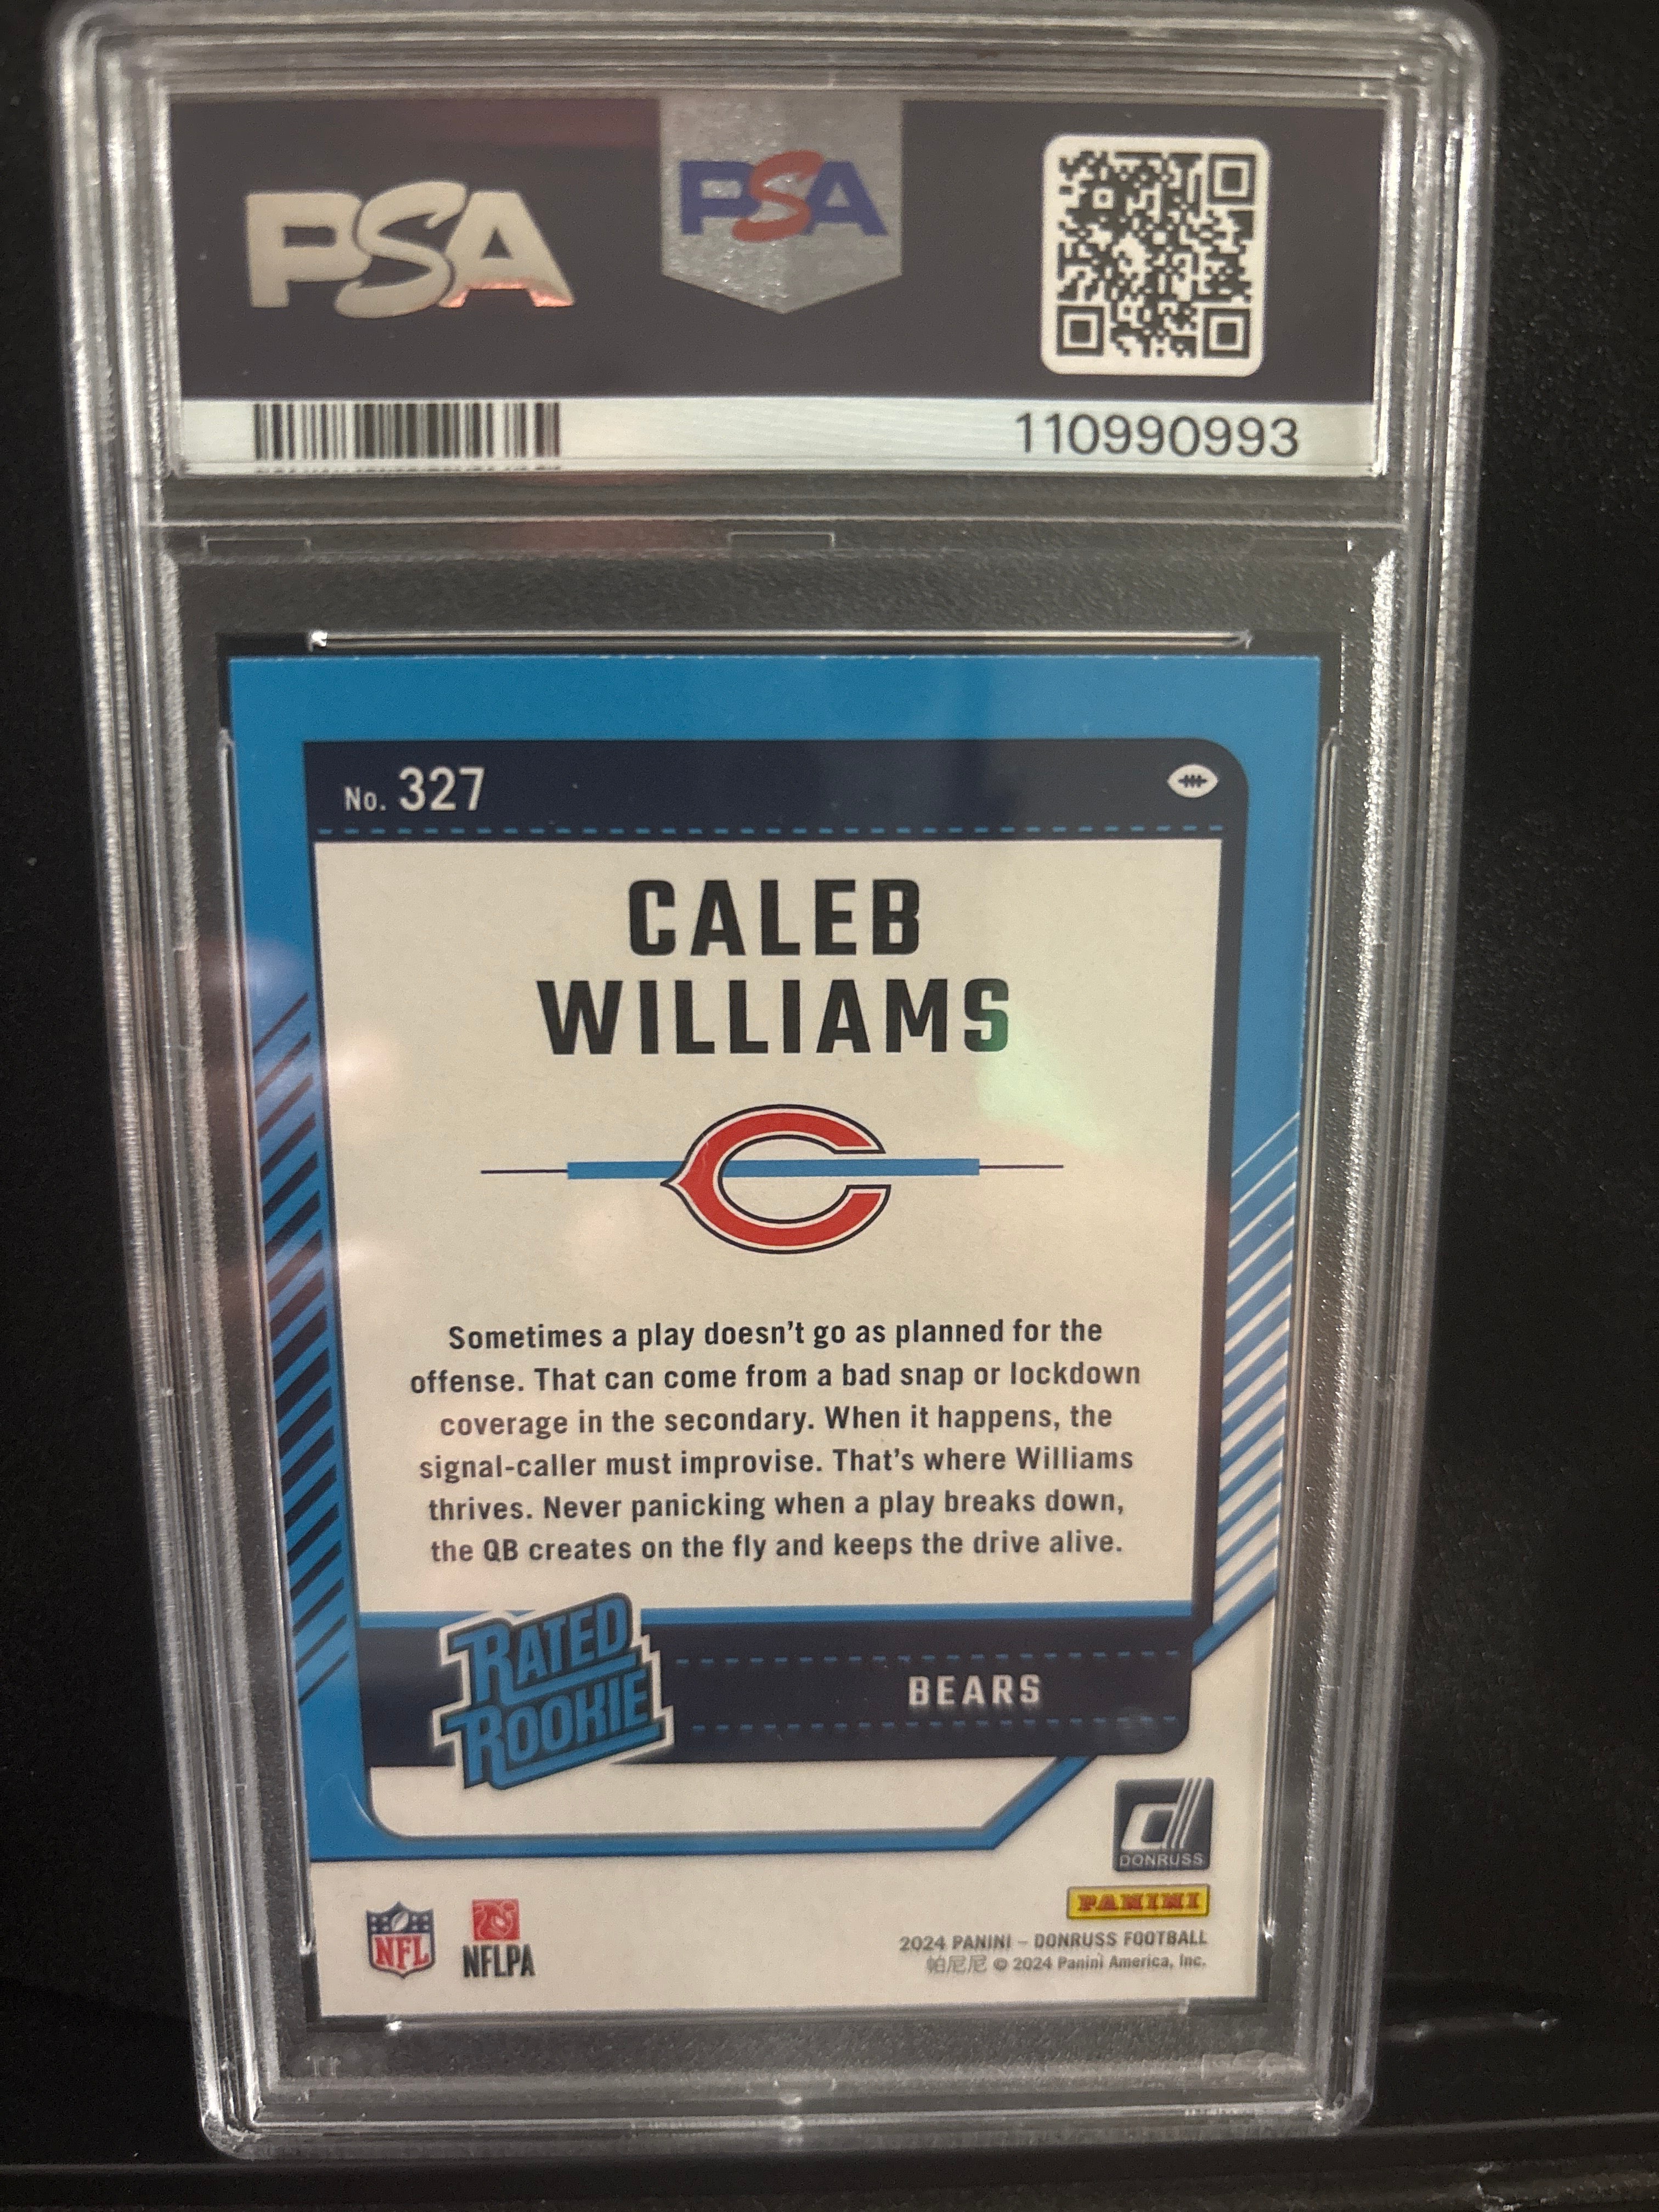 PSA
PSA
110990993
No. 327
CALEB
WILLIAMS
Sometimes a play doesn't go as planned for the
offense. That can come from a bad snap or lockdown
coverage in the secondary. When it happens, the
signal-caller must improvise. That's where Williams
thrives. Never panicking when a play breaks down,
the QB creates on the fly and keeps the drive alive.
RATED
ROOKIE
BEARS
DONRUSS
PANINI
NFL
NFLPA
2024 PANINI – DONRUSS FOOTBALL
帕尼尼 © 2024 Panini America, Inc.